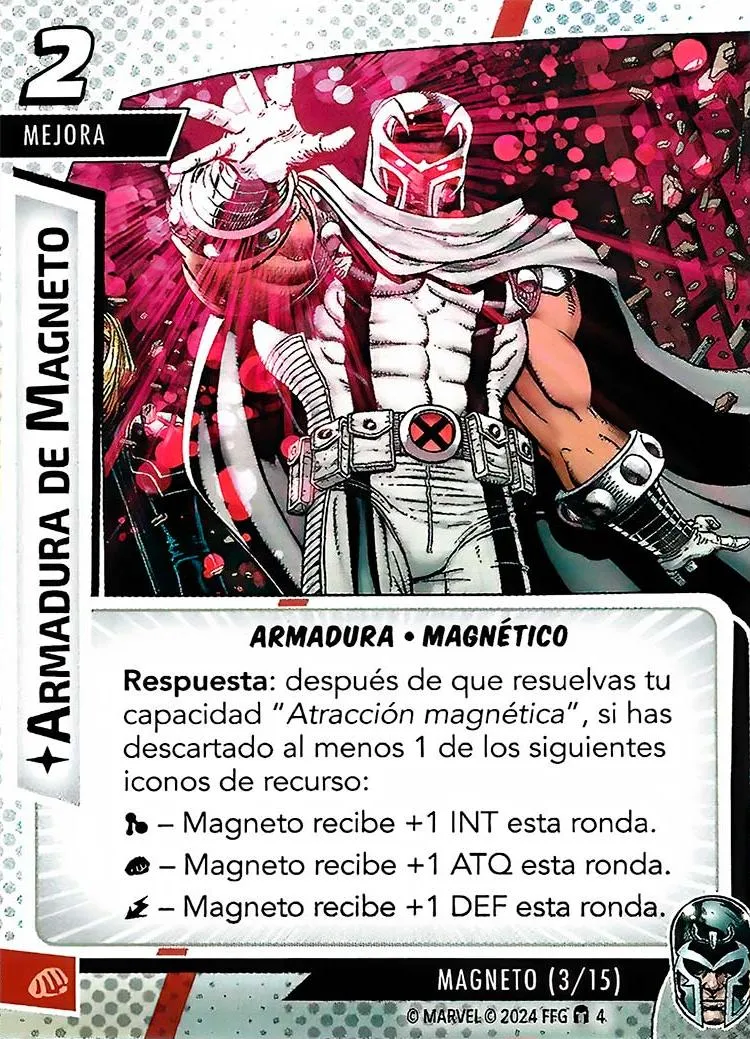 2
MEJORA
ARMADURA DE MAGNETO
ARMADURA • MAGNÉTICO
Respuesta: después de que resuelvas tu
capacidad "Atracción magnética", si has
descartado al menos 1 de los siguientes
iconos de recurso:
– Magneto recibe +1 INT esta ronda.
– Magneto recibe +1 ATQ esta ronda.
– Magneto recibe +1 DEF esta ronda.
MAGNETO (3/15)
© MARVEL © 2024 FFG 4